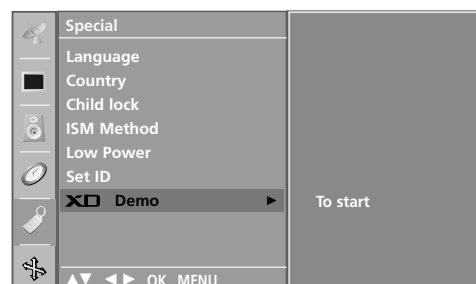 Special
Language
Country
Child lock
ISM Method
Low Power
Set ID
XD Demo ► To start
▲▼ ◄► OK MENU